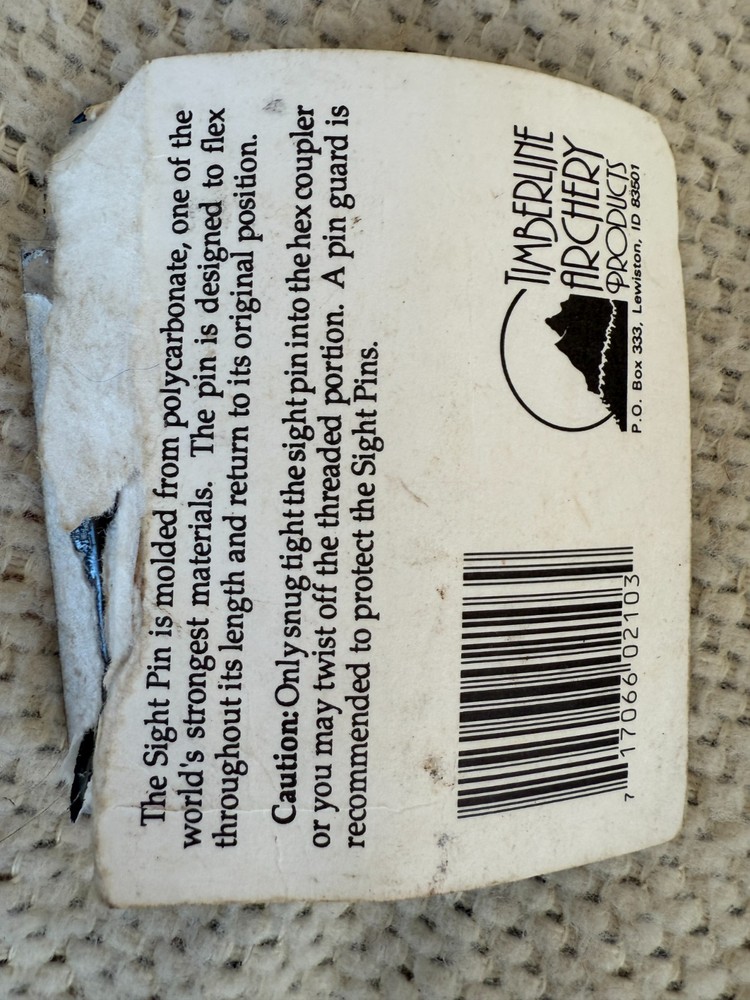 The Sight Pin is molded from polycarbonate, one of the
world's strongest materials. The pin is designed to flex
throughout its length and return to its original position.
Caution: Only snug tight the sight pin into the hex coupler
or you may twist off the threaded portion. A pin guard is
recommended to protect the Sight Pins.
7 17066 02103
TIMBERLINE
ARCHERY
PRODUCTS
P.O. Box 333, Lewiston, ID 83501